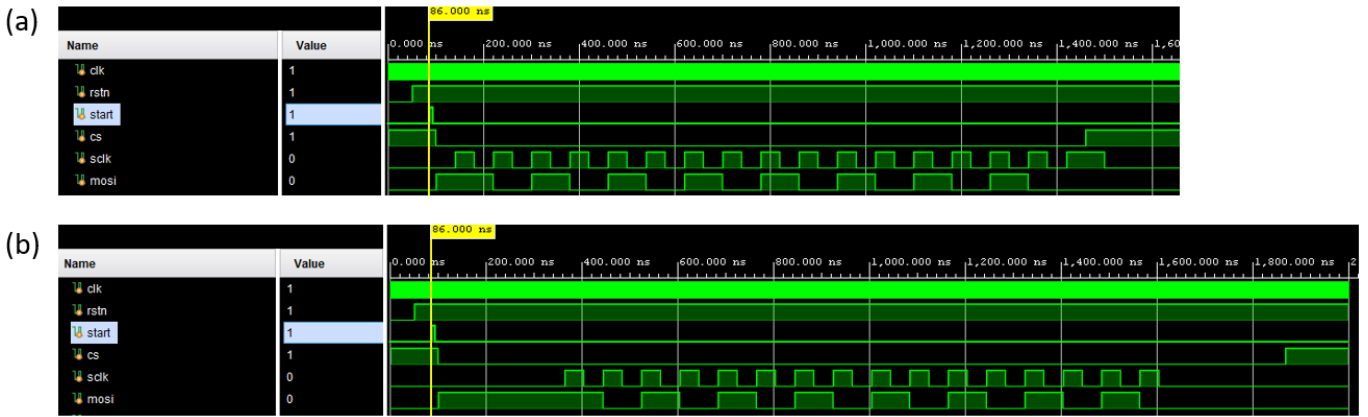 (a)
86.000 ns
Name Value
0.000 ns 200.000 ns 400.000 ns 600.000 ns 800.000 ns 1,000.000 ns 1,200.000 ns 1,400.000 ns 1,60
clk 1
rstn 1
start 1
cs 1
sclk 0
mosi 0
(b)
86.000 ns
Name Value
0.000 ns 200.000 ns 400.000 ns 600.000 ns 800.000 ns 1,000.000 ns 1,200.000 ns 1,400.000 ns 1,600.000 ns 1,800.000 ns 2
clk 1
rstn 1
start 1
cs 1
sclk 0
mosi 0